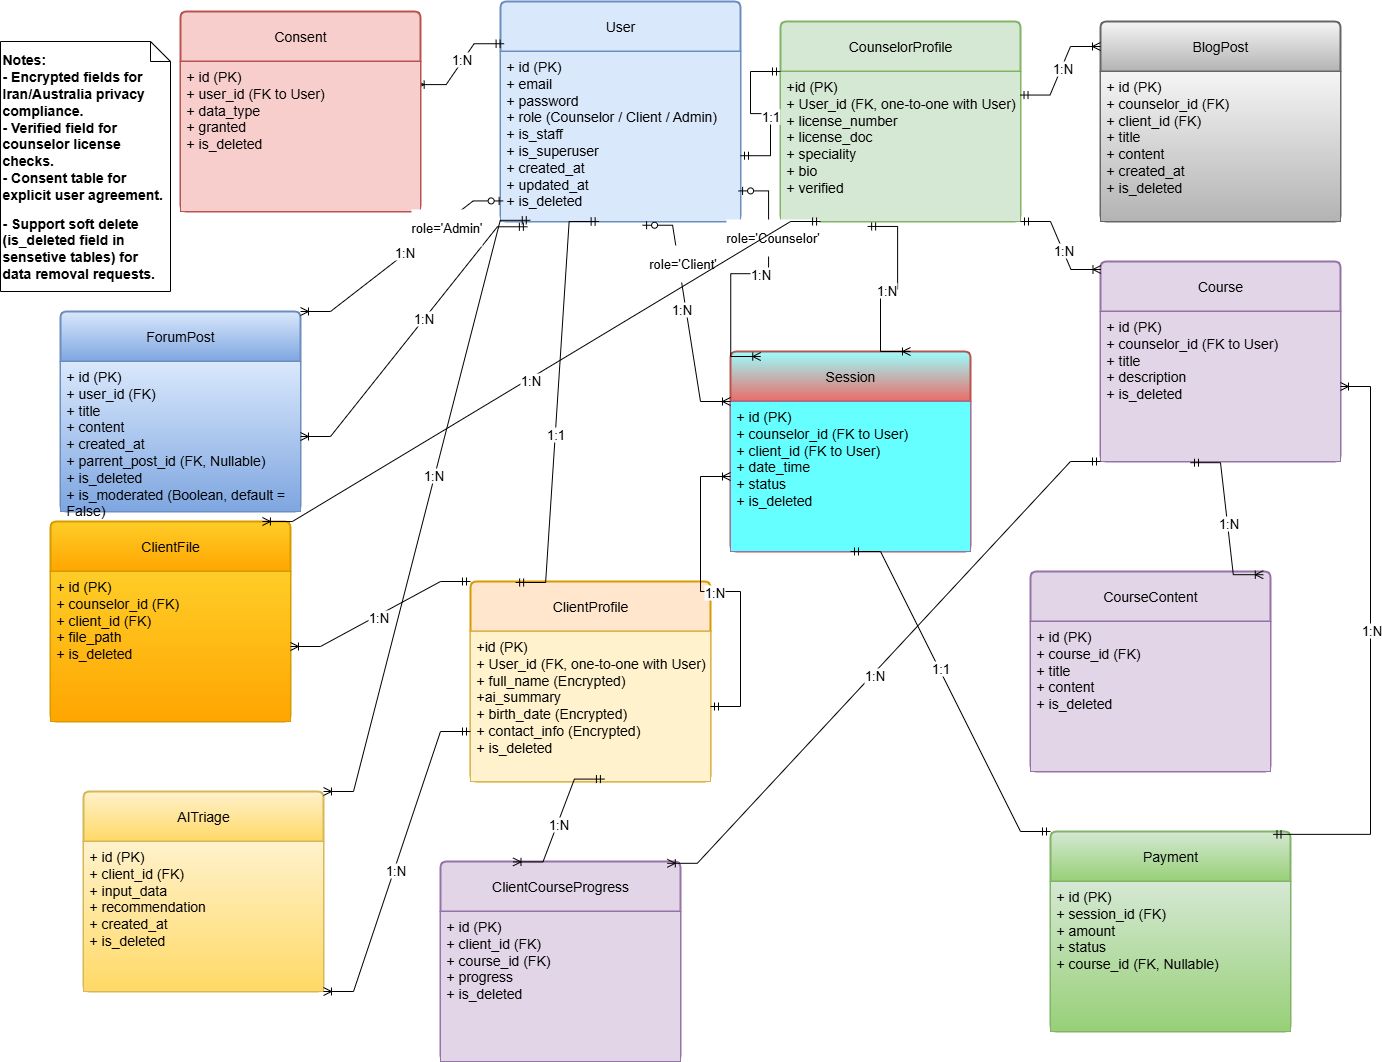 Notes:
- Encrypted fields for
Iran/Australia privacy
compliance.
- Verified field for
counselor license
checks.
- Consent table for
explicit user agreement.
- Support soft delete
(is_deleted field in
sensetive tables) for
data removal requests.
Consent
+ id (PK)
+ user_id (FK to User)
+ data_type
+ granted
+ is_deleted
1:N
User
+ id (PK)
+ email
+ password
+ role (Counselor / Client / Admin)
+ is_staff
+ is_superuser
+ created_at
+ updated_at
+ is_deleted
1:1
CounselorProfile
+id (PK)
+ User_id (FK, one-to-one with User)
+ license_number
+ license_doc
+ speciality
+ bio
+ verified
1:N
BlogPost
+ id (PK)
+ counselor_id (FK)
+ client_id (FK)
+ title
+ content
+ created_at
+ is_deleted
role='Admin'
1:N
1:N
role='Client'
1:N
role='Counselor'
1:N
1:N
1:N
1:N
1:1
1:N
ForumPost
+ id (PK)
+ user_id (FK)
+ title
+ content
+ created_at
+ parrent_post_id (FK, Nullable)
+ is_deleted
+ is_moderated (Boolean, default =
False)
Session
+ id (PK)
+ counselor_id (FK to User)
+ client_id (FK to User)
+ date_time
+ status
+ is_deleted
Course
+ id (PK)
+ counselor_id (FK to User)
+ title
+ description
+ is_deleted
ClientFile
+ id (PK)
+ counselor_id (FK)
+ client_id (FK)
+ file_path
+ is_deleted
1:N
ClientProfile
+id (PK)
+ User_id (FK, one-to-one with User)
+ full_name (Encrypted)
+ai_summary
+ birth_date (Encrypted)
+ contact_info (Encrypted)
+ is_deleted
1:N
1:N
CourseContent
+ id (PK)
+ course_id (FK)
+ title
+ content
+ is_deleted
1:N
1:N
1:1
AITriage
+ id (PK)
+ client_id (FK)
+ input_data
+ recommendation
+ created_at
+ is_deleted
1:N
1:N
ClientCourseProgress
+ id (PK)
+ client_id (FK)
+ course_id (FK)
+ progress
+ is_deleted
Payment
+ id (PK)
+ session_id (FK)
+ amount
+ status
+ course_id (FK, Nullable)